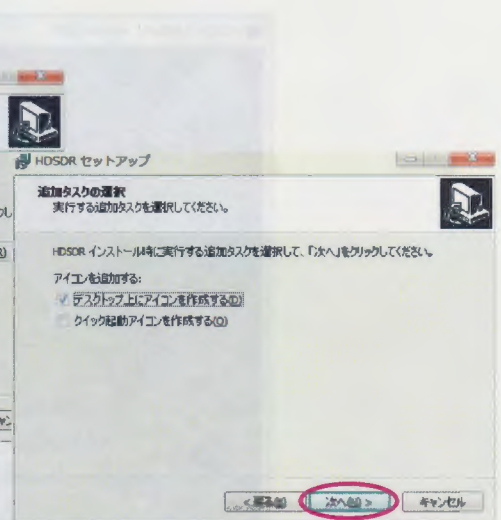 HDSDR セットアップ
追加タスクの選択
実行する追加タスクを選択してください。
HDSDR インストール時に実行する追加タスクを選択して、「次へ」をクリックしてください。
アイコンを追加する:
デスクトップ上にアイコンを作成する(D)
クイック起動アイコンを作成する(Q)
< 戻る(B)
次へ(N) >
キャンセル